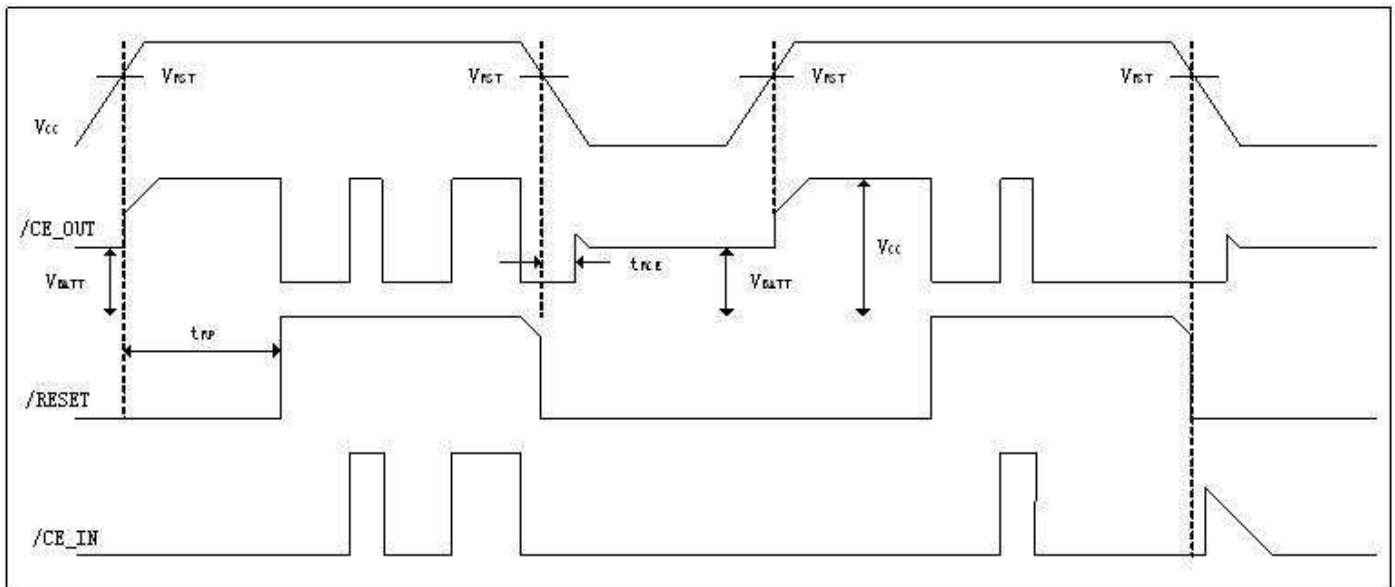 VRST VRST VRST VRST
VCC
/CE_OUT
VBATT
tRCE
VBATT
VCC
tRP
/RESET
/CE_IN